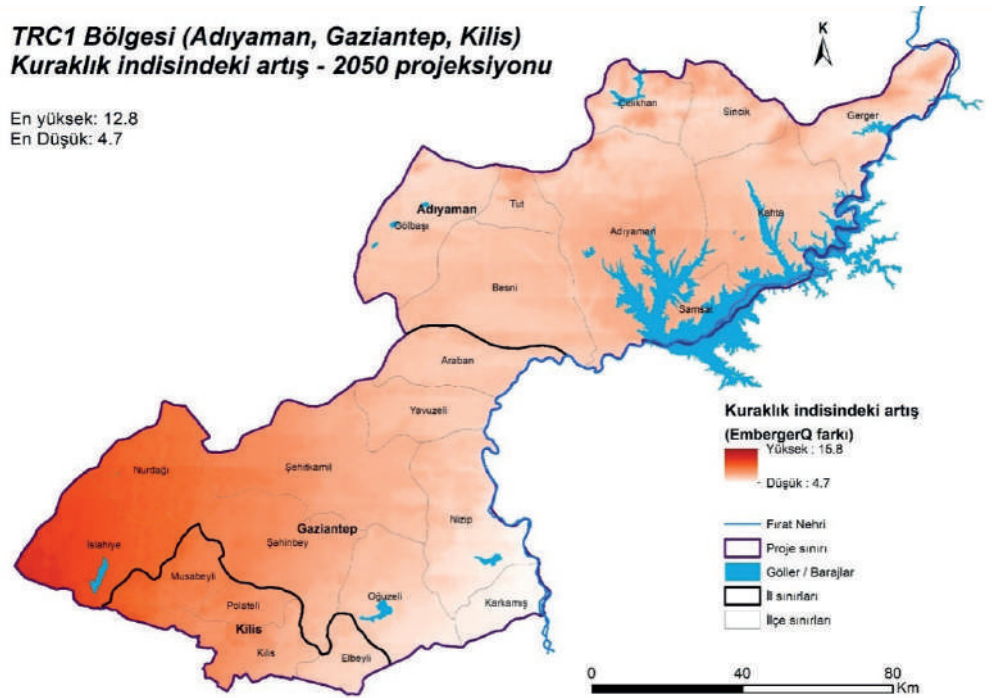 TRC1 Bölgesi (Adıyaman, Gaziantep, Kilis)
Kuraklık indisindeki artış - 2050 projeksiyonu
En yüksek: 12.8
En Düşük: 4.7
K
Çelikhan
Sincik
Gerger
Adıyaman
Tut
Gölbaşı
Kahta
Adıyaman
Besni
Samsat
Araban
Yavuzeli
Nurdağı
Şehitkamil
Nizip
Gaziantep
İslahiye
Şahinbey
Musabeyli
Oğuzeli
Karkamış
Polateli
Kilis
Kilis
Elbeyli
Kuraklık indisindeki artış
(EmbergerQ farkı)
Yüksek : 15.8
Düşük : 4.7
Fırat Nehri
Proje sınırı
Göller / Barajlar
İl sınırları
İlçe sınırları
0 40 80
Km